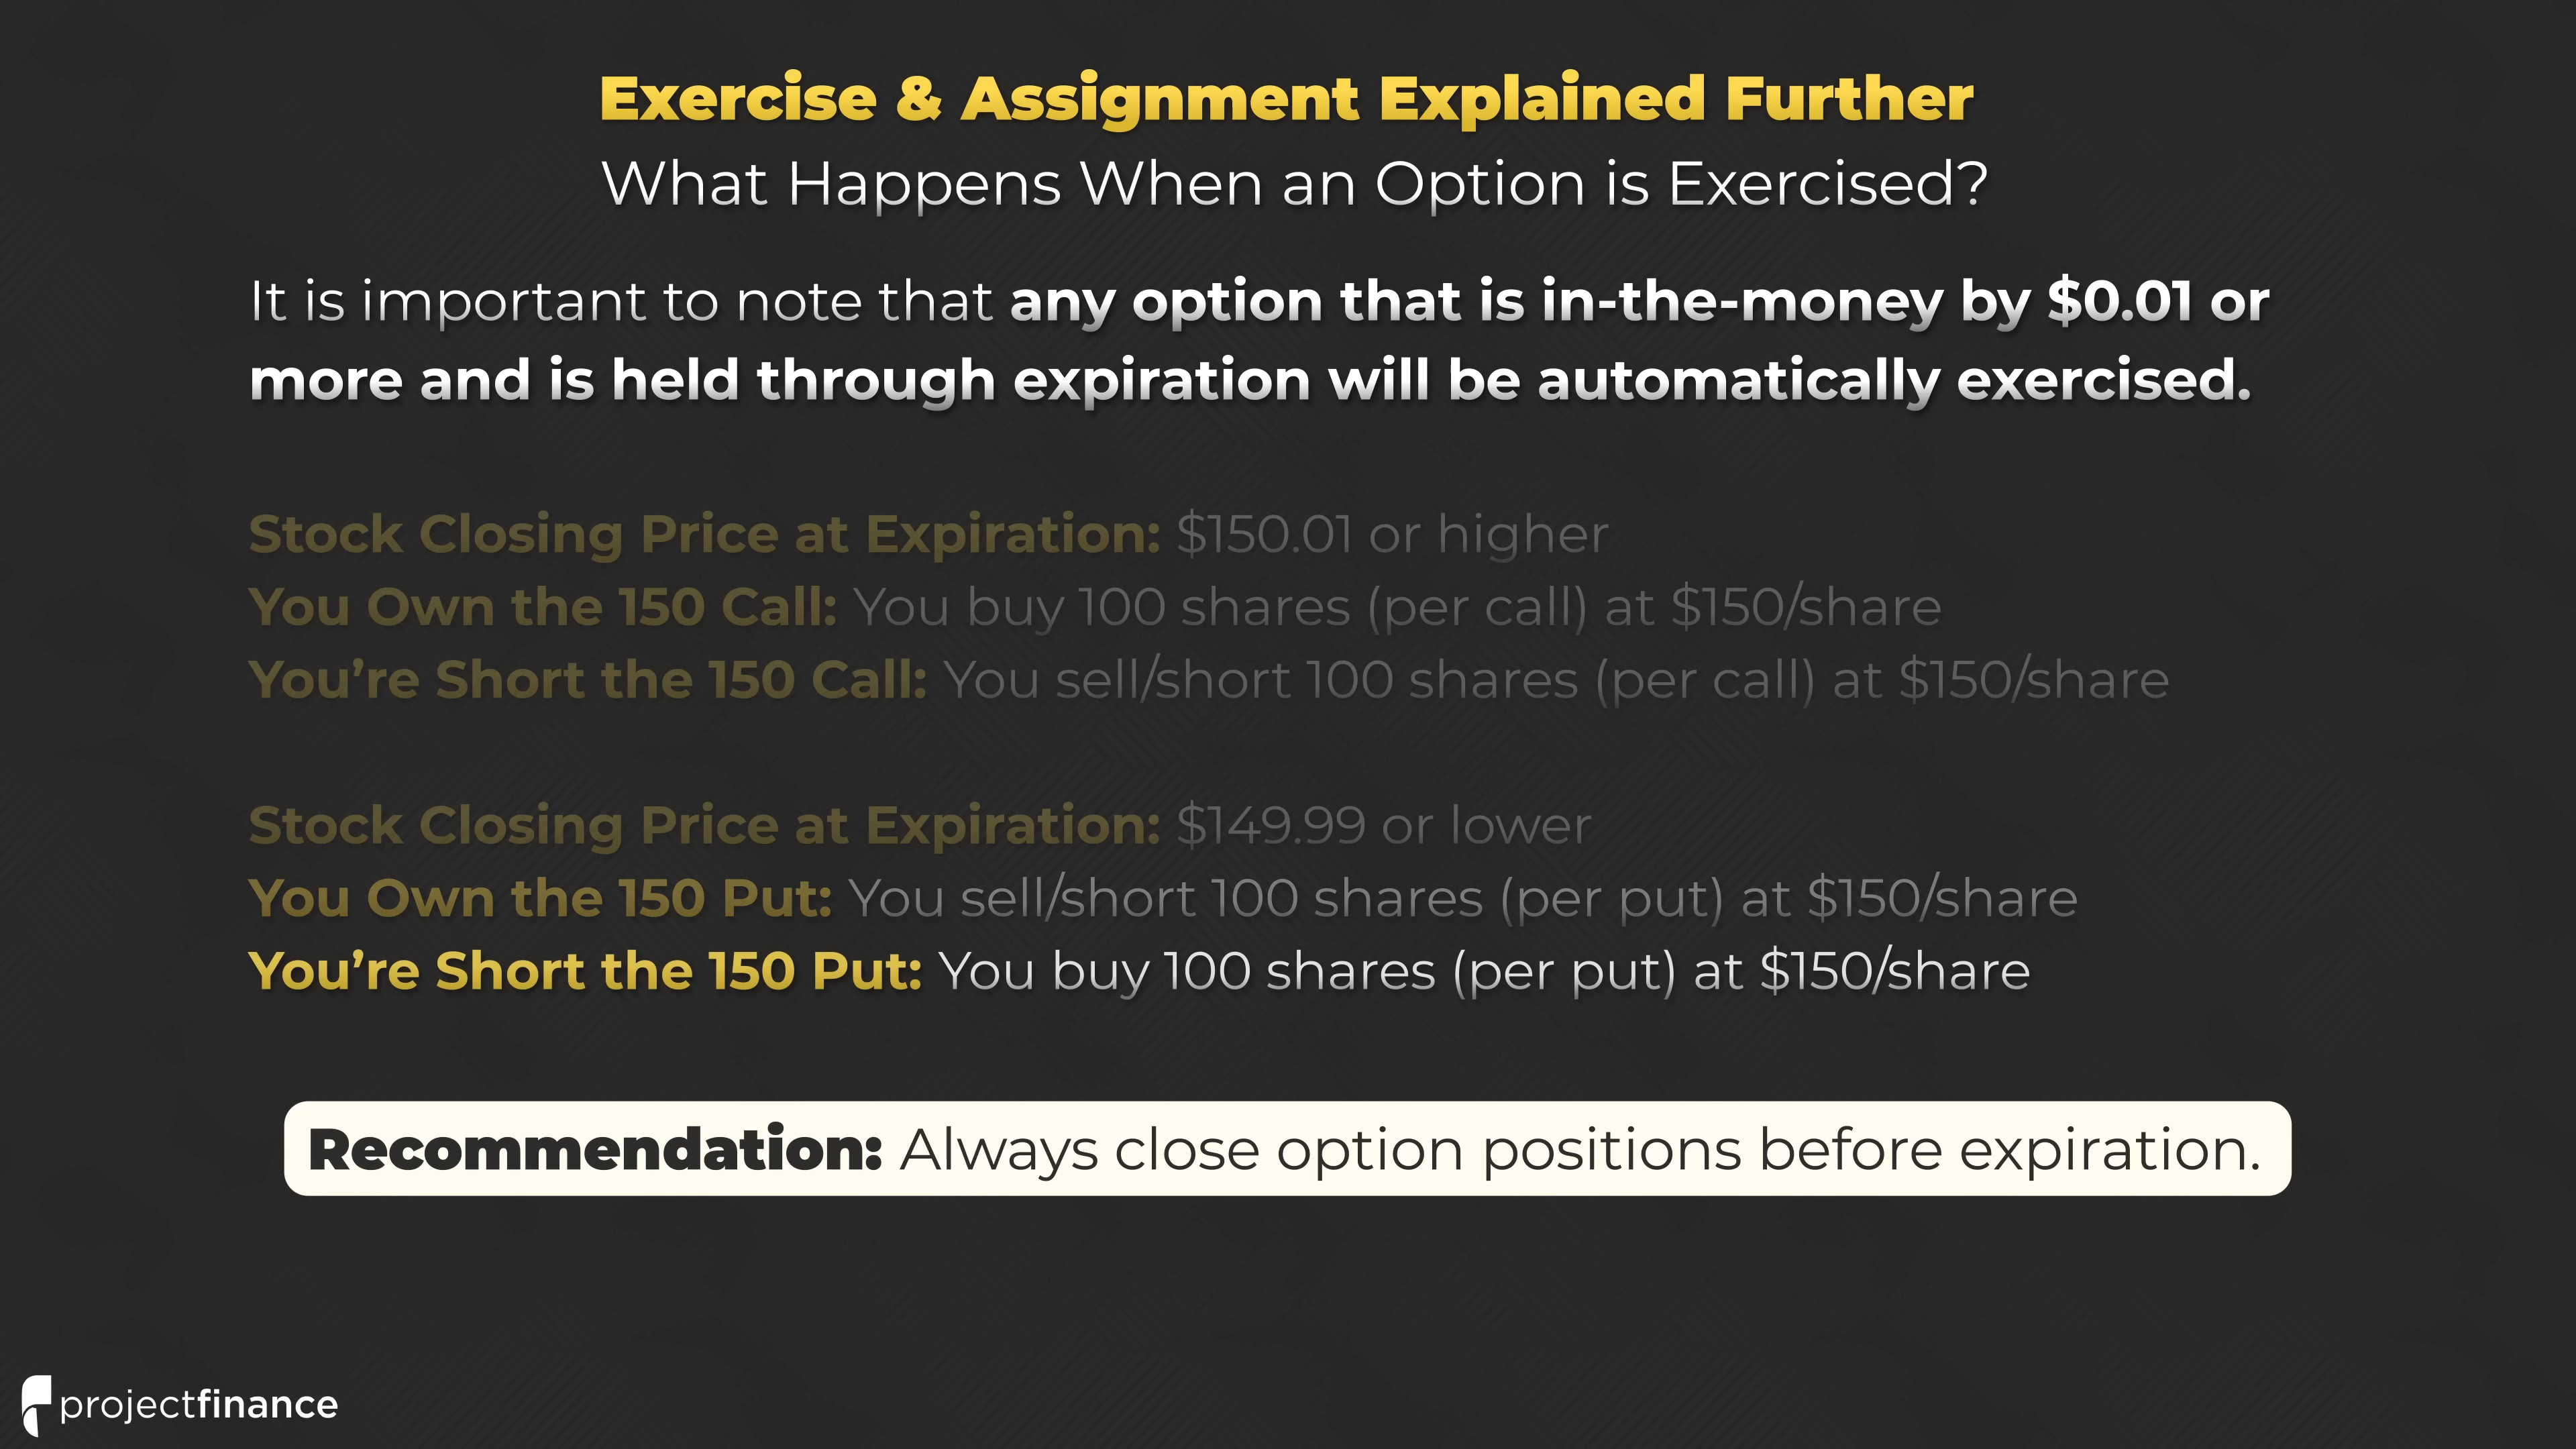 Exercise & Assignment Explained Further
What Happens When an Option is Exercised?
It is important to note that any option that is in-the-money by $0.01 or
more and is held through expiration will be automatically exercised.
Stock Closing Price at Expiration: $150.01 or higher
You Own the 150 Call: You buy 100 shares (per call) at $150/share
You’re Short the 150 Call: You sell/short 100 shares (per call) at $150/share
Stock Closing Price at Expiration: $149.99 or lower
You Own the 150 Put: You sell/short 100 shares (per put) at $150/share
You’re Short the 150 Put: You buy 100 shares (per put) at $150/share
Recommendation: Always close option positions before expiration.
projectfinance